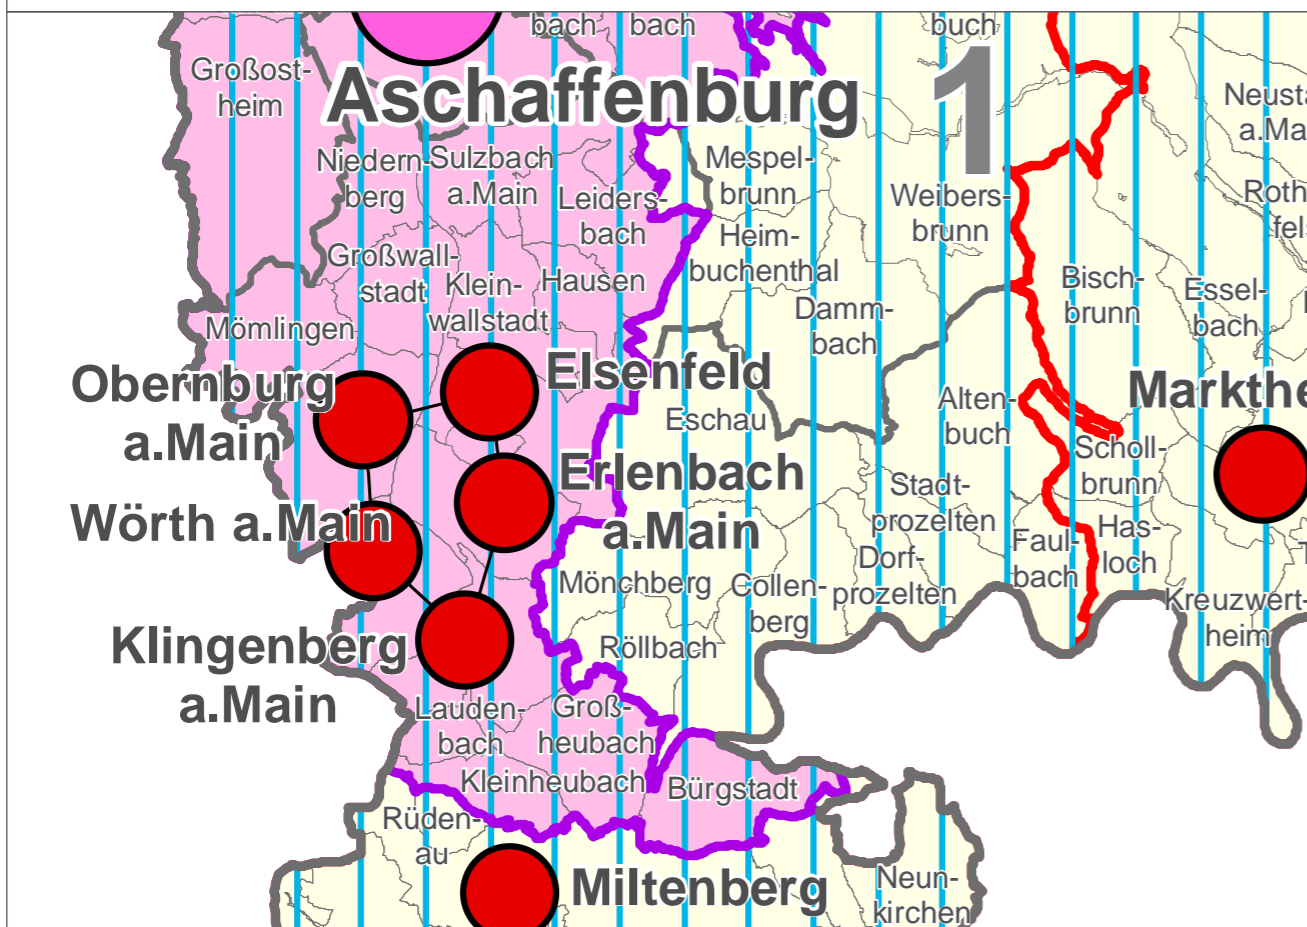 bach
bach
buch
Großost-
heim
Aschaffenburg
1
Neusta
a.Ma
Niedern-
berg
Sulzbach
a.Main
Leiders-
bach
Mespel-
brunn
Weibers-
brunn
Roth
fels
Großwall-
stadt
Klein-
wallstadt
Hausen
Heim-
buchenthal
Damm-
bach
Bisch-
brunn
Essel-
bach
Mömlingen
Obernburg
a.Main
Elsenfeld
Eschau
Alten-
buch
Markthe
Scholl-
brunn
Erlenbach
a.Main
Stadt-
prozelten
Wörth a.Main
Faul-
bach
Has-
loch
Mönchberg
Collen-
berg
Dorf-
prozelten
Kreuzwert-
heim
Klingenberg
a.Main
Röllbach
Lauden-
bach
Groß-
heubach
Kleinheubach
Bürgstadt
Rüden-
au
Miltenberg
Neun-
kirchen